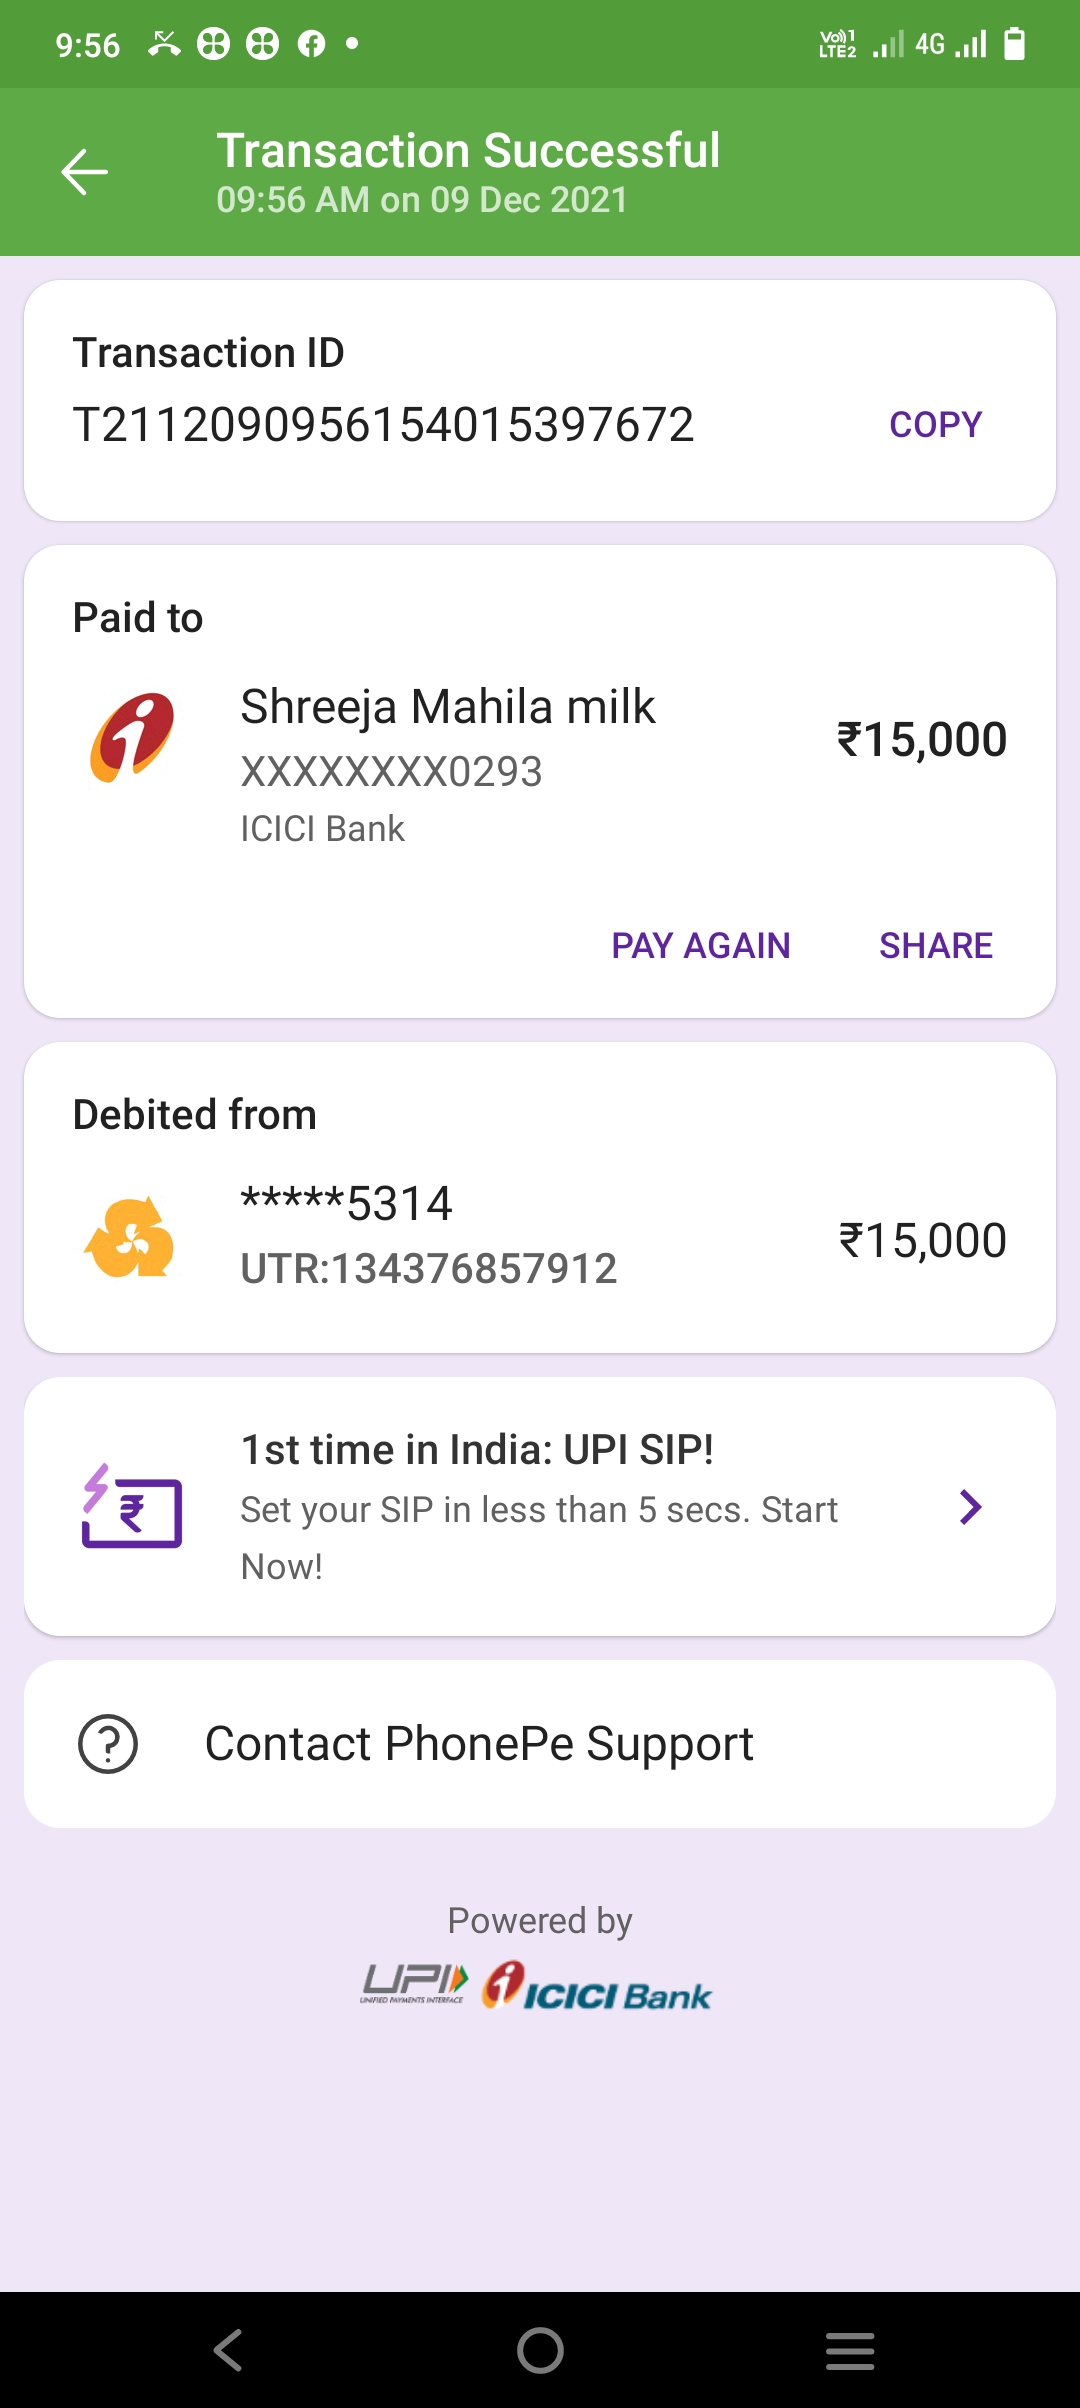 9:56
Vo))1
LTE2
4G
Transaction Successful
09:56 AM on 09 Dec 2021
Transaction ID
T2112090956154015397672
COPY
Paid to
Shreeja Mahila milk
₹15,000
XXXXXXXX0293
ICICI Bank
PAY AGAIN
SHARE
Debited from
*****5314
₹15,000
UTR:134376857912
1st time in India: UPI SIP!
Set your SIP in less than 5 secs. Start
Now!
Contact PhonePe Support
Powered by
UPI
UNIFIED PAYMENTS INTERFACE
ICICI Bank